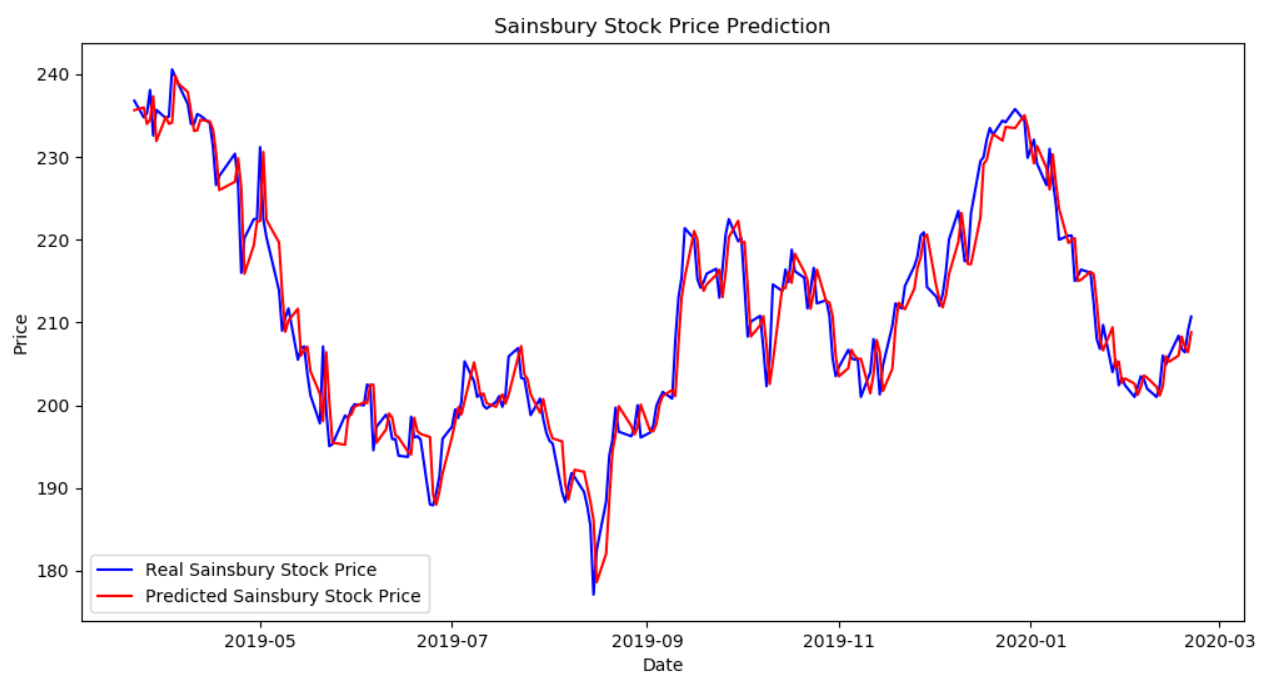 Sainsbury Stock Price Prediction
Price
240
230
220
210
200
190
180
Real Sainsbury Stock Price
Predicted Sainsbury Stock Price
2019-05
2019-07
2019-09
2019-11
2020-01
2020-03
Date